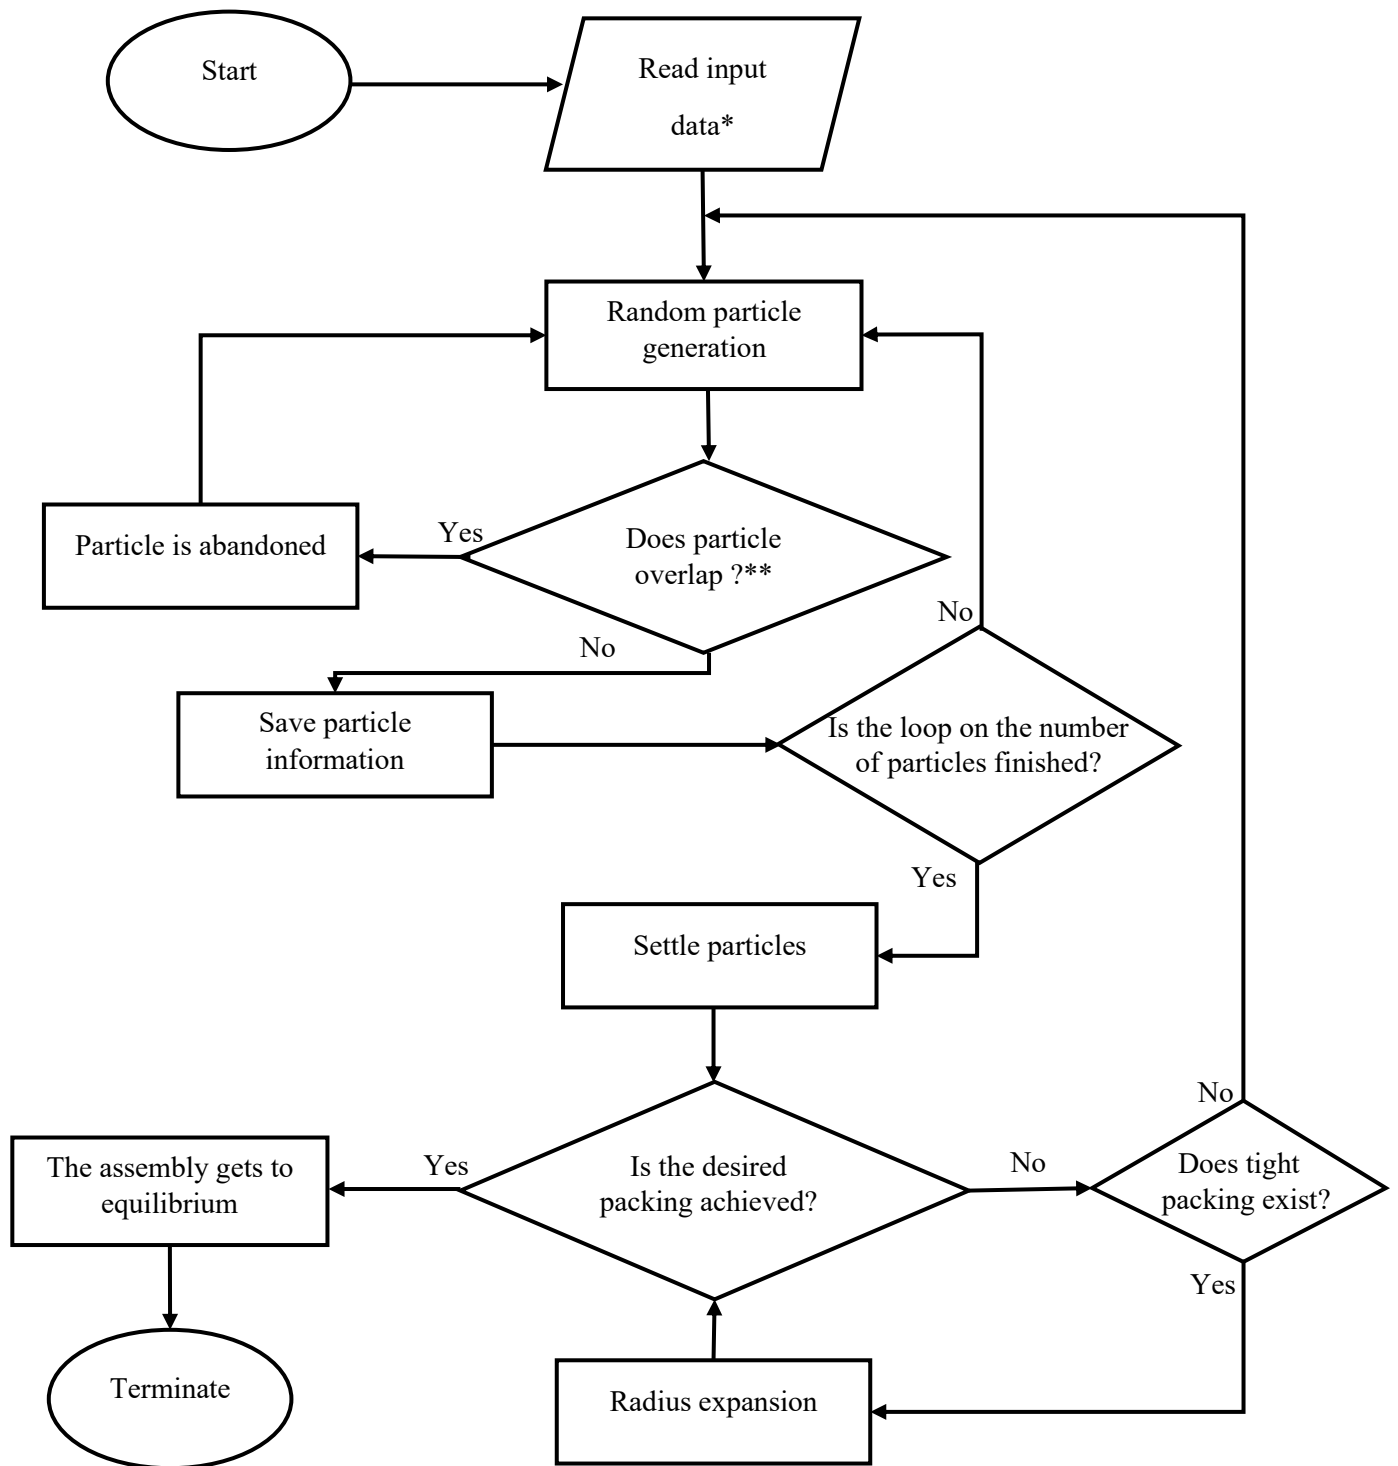 Start
Read input
data*
Random particle
generation
Particle is abandoned
Yes
Does particle
overlap ?**
No
No
Save particle
information
Is the loop on the number
of particles finished?
Yes
Settle particles
The assembly gets to
equilibrium
Yes
Is the desired
packing achieved?
No
No
Does tight
packing exist?
Yes
Terminate
Radius expansion